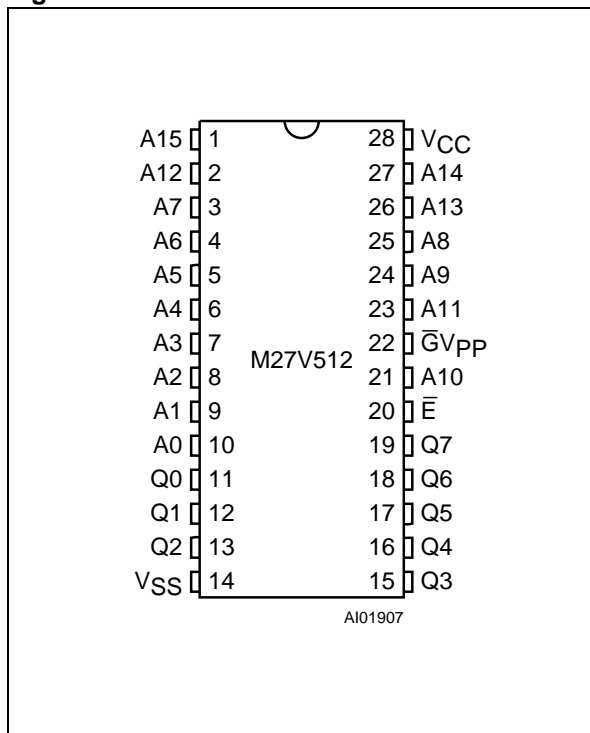 A15 1 28 VCC
A12 2 27 A14
A7 3 26 A13
A6 4 25 A8
A5 5 24 A9
A4 6 23 A11
A3 7 22 G̅VPP
M27V512
A2 8 21 A10
A1 9 20 E̅
A0 10 19 Q7
Q0 11 18 Q6
Q1 12 17 Q5
Q2 13 16 Q4
VSS 14 15 Q3
AI01907